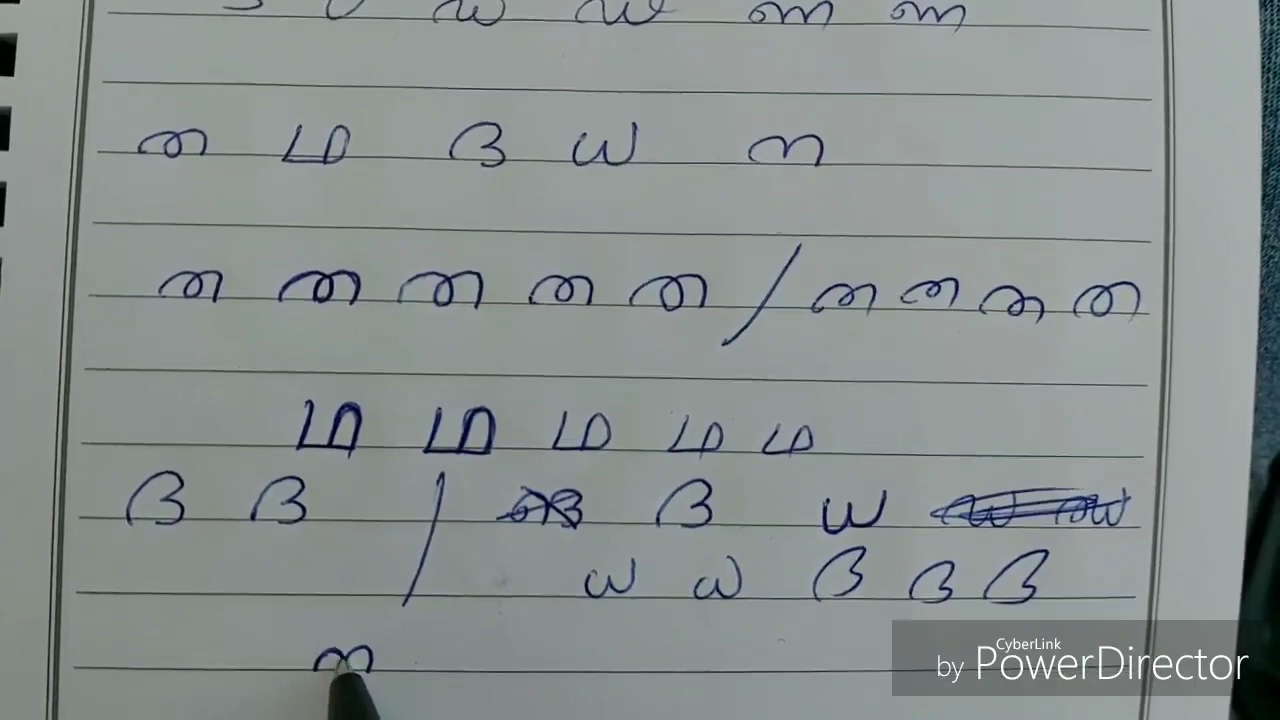 ത ഥ ദ ധ ന
ത ത ത ത ത / ത ത ത ത
ഥ ഥ ഥ ഥ ഥ
ദ ദ / ദ ധ
ധ ധ ദ ദ ദ
ന
CyberLink
by PowerDirector